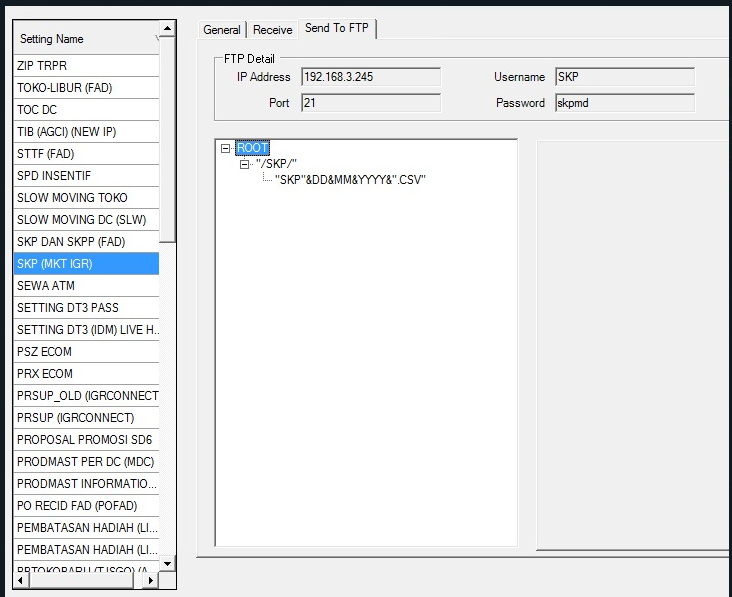 Setting Name
ZIP TRPR
TOKO-LIBUR (FAD)
TOC DC
TIB (AGCI) (NEW IP)
STTF (FAD)
SPD INSENTIF
SLOW MOVING TOKO
SLOW MOVING DC (SLW)
SKP DAN SKPP (FAD)
SKP (MKT IGR)
SEWA ATM
SETTING DT3 PASS
SETTING DT3 (IDM) LIVE H...
PSZ ECOM
PRX ECOM
PRSUP_OLD (IGRCONNECT
PRSUP (IGRCONNECT)
PROPOSAL PROMOSI SD6
PRODMAST PER DC (MDC)
PRODMAST INFORMATIO...
PO RECID FAD (POFAD)
PEMBATASAN HADIAH (LI...
PEMBATASAN HADIAH (LI...
General Receive Send To FTP
FTP Detail
IP Address 192.168.3.245 Username SKP
Port 21 Password skpmd
ROOT
"/SKP/"
"SKP"&DD&MM&YYYY&".CSV"